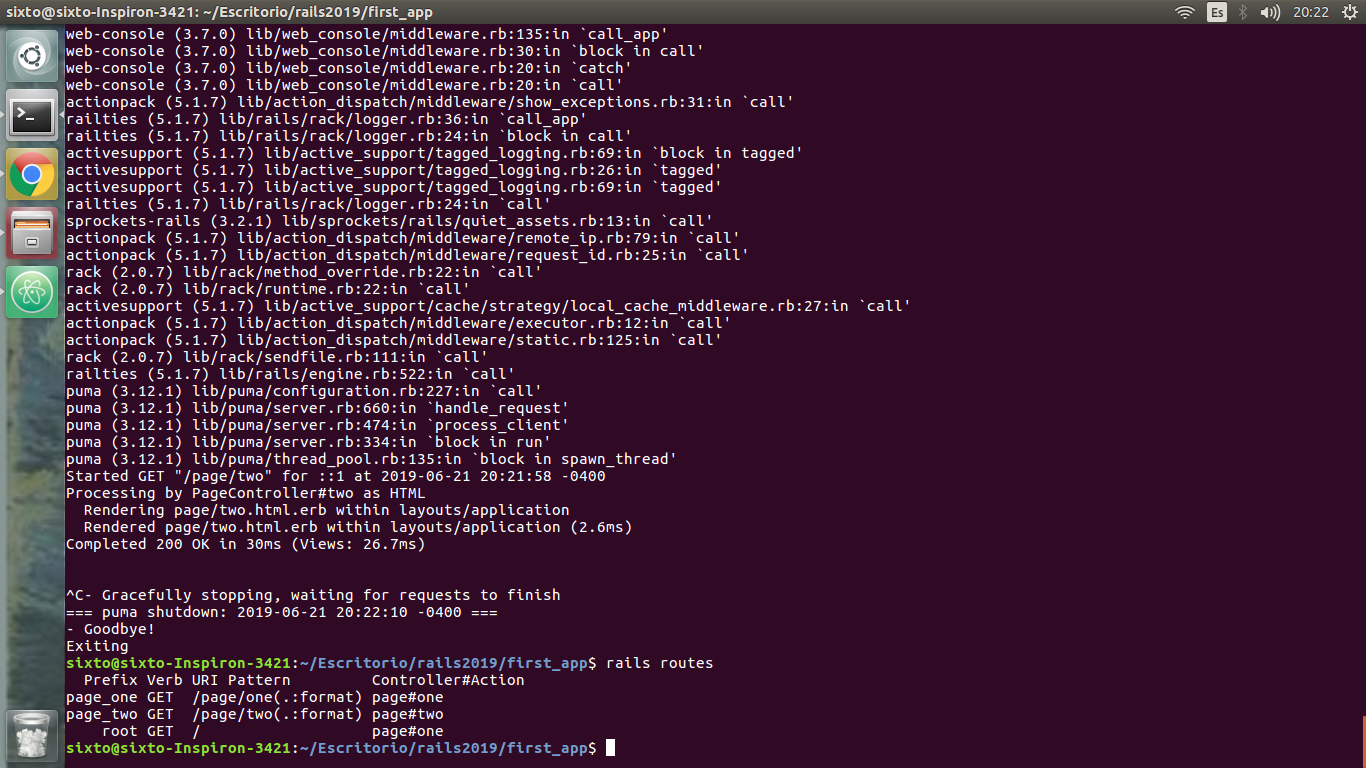 sixto@sixto-Inspiron-3421: ~/Escritorio/rails2019/first_app
Es
20:22
web-console (3.7.0) lib/web_console/middleware.rb:135:in `call_app'
web-console (3.7.0) lib/web_console/middleware.rb:30:in `block in call'
web-console (3.7.0) lib/web_console/middleware.rb:20:in `catch'
web-console (3.7.0) lib/web_console/middleware.rb:20:in `call'
actionpack (5.1.7) lib/action_dispatch/middleware/show_exceptions.rb:31:in `call'
railties (5.1.7) lib/rails/rack/logger.rb:36:in `call_app'
railties (5.1.7) lib/rails/rack/logger.rb:24:in `block in call'
activesupport (5.1.7) lib/active_support/tagged_logging.rb:69:in `block in tagged'
activesupport (5.1.7) lib/active_support/tagged_logging.rb:26:in `tagged'
activesupport (5.1.7) lib/active_support/tagged_logging.rb:69:in `tagged'
railties (5.1.7) lib/rails/rack/logger.rb:24:in `call'
sprockets-rails (3.2.1) lib/sprockets/rails/quiet_assets.rb:13:in `call'
actionpack (5.1.7) lib/action_dispatch/middleware/remote_ip.rb:79:in `call'
actionpack (5.1.7) lib/action_dispatch/middleware/request_id.rb:25:in `call'
rack (2.0.7) lib/rack/method_override.rb:22:in `call'
rack (2.0.7) lib/rack/runtime.rb:22:in `call'
activesupport (5.1.7) lib/active_support/cache/strategy/local_cache_middleware.rb:27:in `call'
actionpack (5.1.7) lib/action_dispatch/middleware/executor.rb:12:in `call'
actionpack (5.1.7) lib/action_dispatch/middleware/static.rb:125:in `call'
rack (2.0.7) lib/rack/sendfile.rb:111:in `call'
railties (5.1.7) lib/rails/engine.rb:522:in `call'
puma (3.12.1) lib/puma/configuration.rb:227:in `call'
puma (3.12.1) lib/puma/server.rb:660:in `handle_request'
puma (3.12.1) lib/puma/server.rb:474:in `process_client'
puma (3.12.1) lib/puma/server.rb:334:in `block in run'
puma (3.12.1) lib/puma/thread_pool.rb:135:in `block in spawn_thread'
Started GET "/page/two" for ::1 at 2019-06-21 20:21:58 -0400
Processing by PageController#two as HTML
  Rendering page/two.html.erb within layouts/application
  Rendered page/two.html.erb within layouts/application (2.6ms)
Completed 200 OK in 30ms (Views: 26.7ms)
^C- Gracefully stopping, waiting for requests to finish
=== puma shutdown: 2019-06-21 20:22:10 -0400 ===
- Goodbye!
Exiting
sixto@sixto-Inspiron-3421:~/Escritorio/rails2019/first_app$ rails routes
  Prefix Verb URI Pattern         Controller#Action
page_one GET  /page/one(.:format) page#one
page_two GET  /page/two(.:format) page#two
    root GET  /                   page#one
sixto@sixto-Inspiron-3421:~/Escritorio/rails2019/first_app$